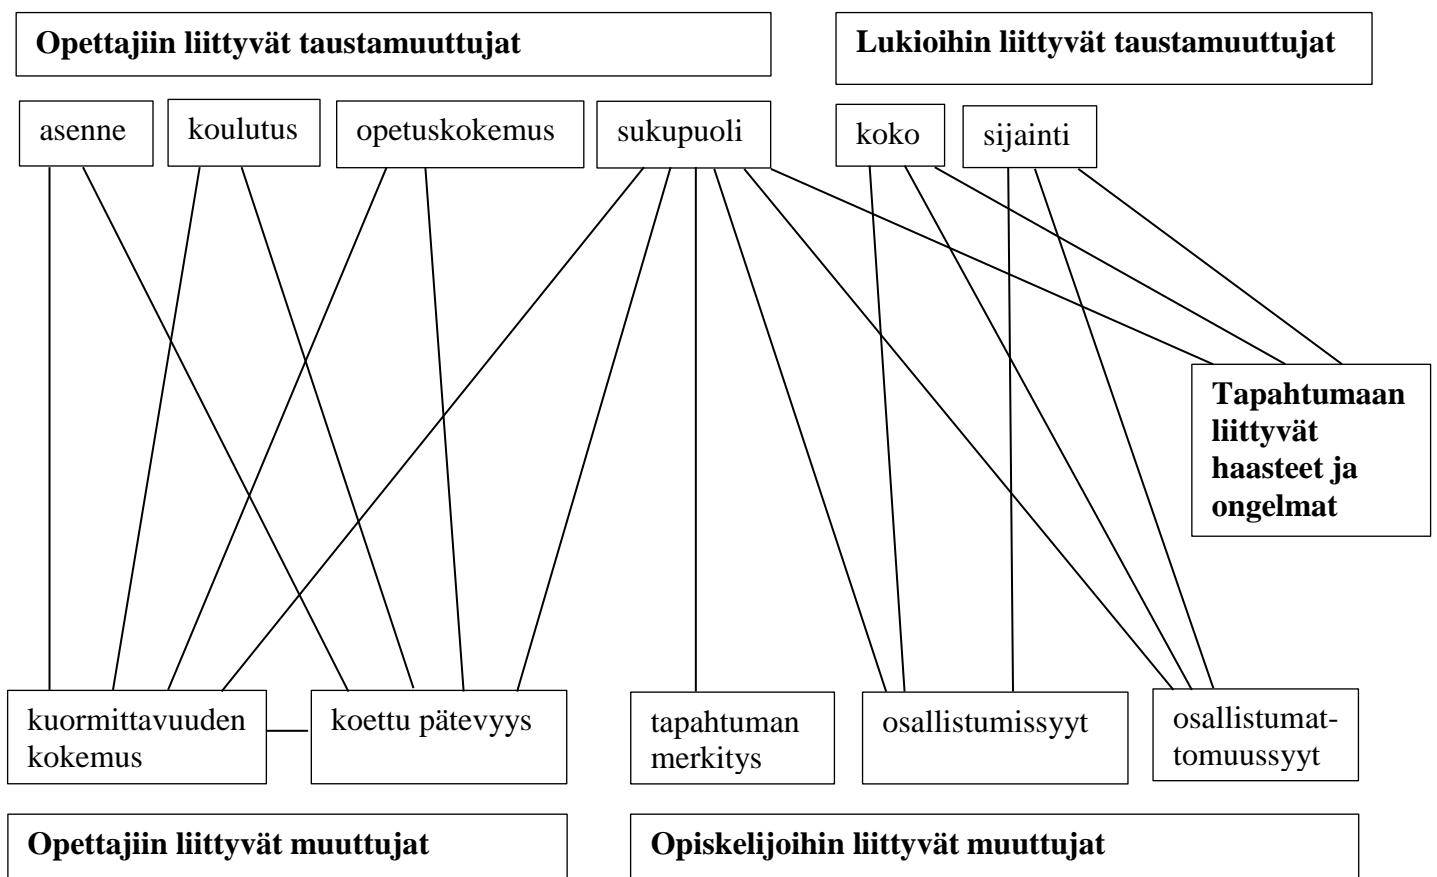 Opettajiin liittyvät taustamuuttujat
Lukioihin liittyvät taustamuuttujat
asenne
koulutus
opetuskokemus
sukupuoli
koko
sijainti
Tapahtumaan
liittyvät
haasteet ja
ongelmat
kuormittavuuden
kokemus
koettu pätevyys
tapahtuman
merkitys
osallistumissyyt
osallistumat-
tomuussyyt
Opettajiin liittyvät muuttujat
Opiskelijoihin liittyvät muuttujat